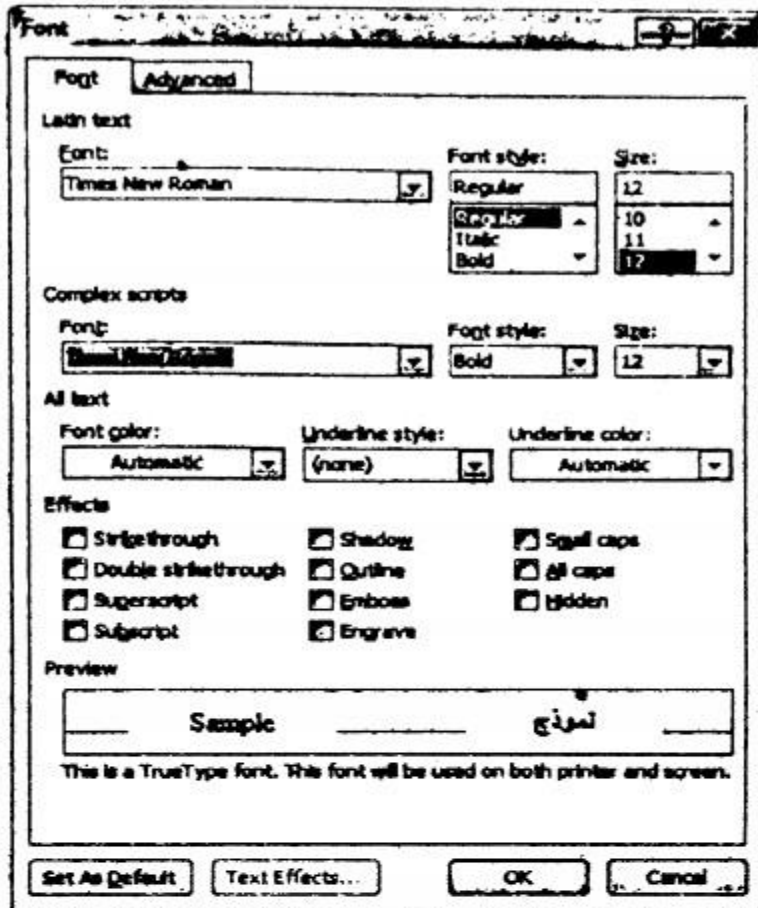 Font
Font Advanced
Latin text
Font: Font style: Size:
Times New Roman Regular 12
Regular 10
Italic 11
Bold 12
Complex scripts
Font: Font style: Size:
Bold 12
All text
Font color: Underline style: Underline color:
Automatic (none) Automatic
Effects
Strikethrough Shadow Small caps
Double strikethrough Outline All caps
Superscript Emboss Hidden
Subscript Engrave
Preview
Sample نموذج
This is a TrueType font. This font will be used on both printer and screen.
Set As Default Text Effects... OK Cancel